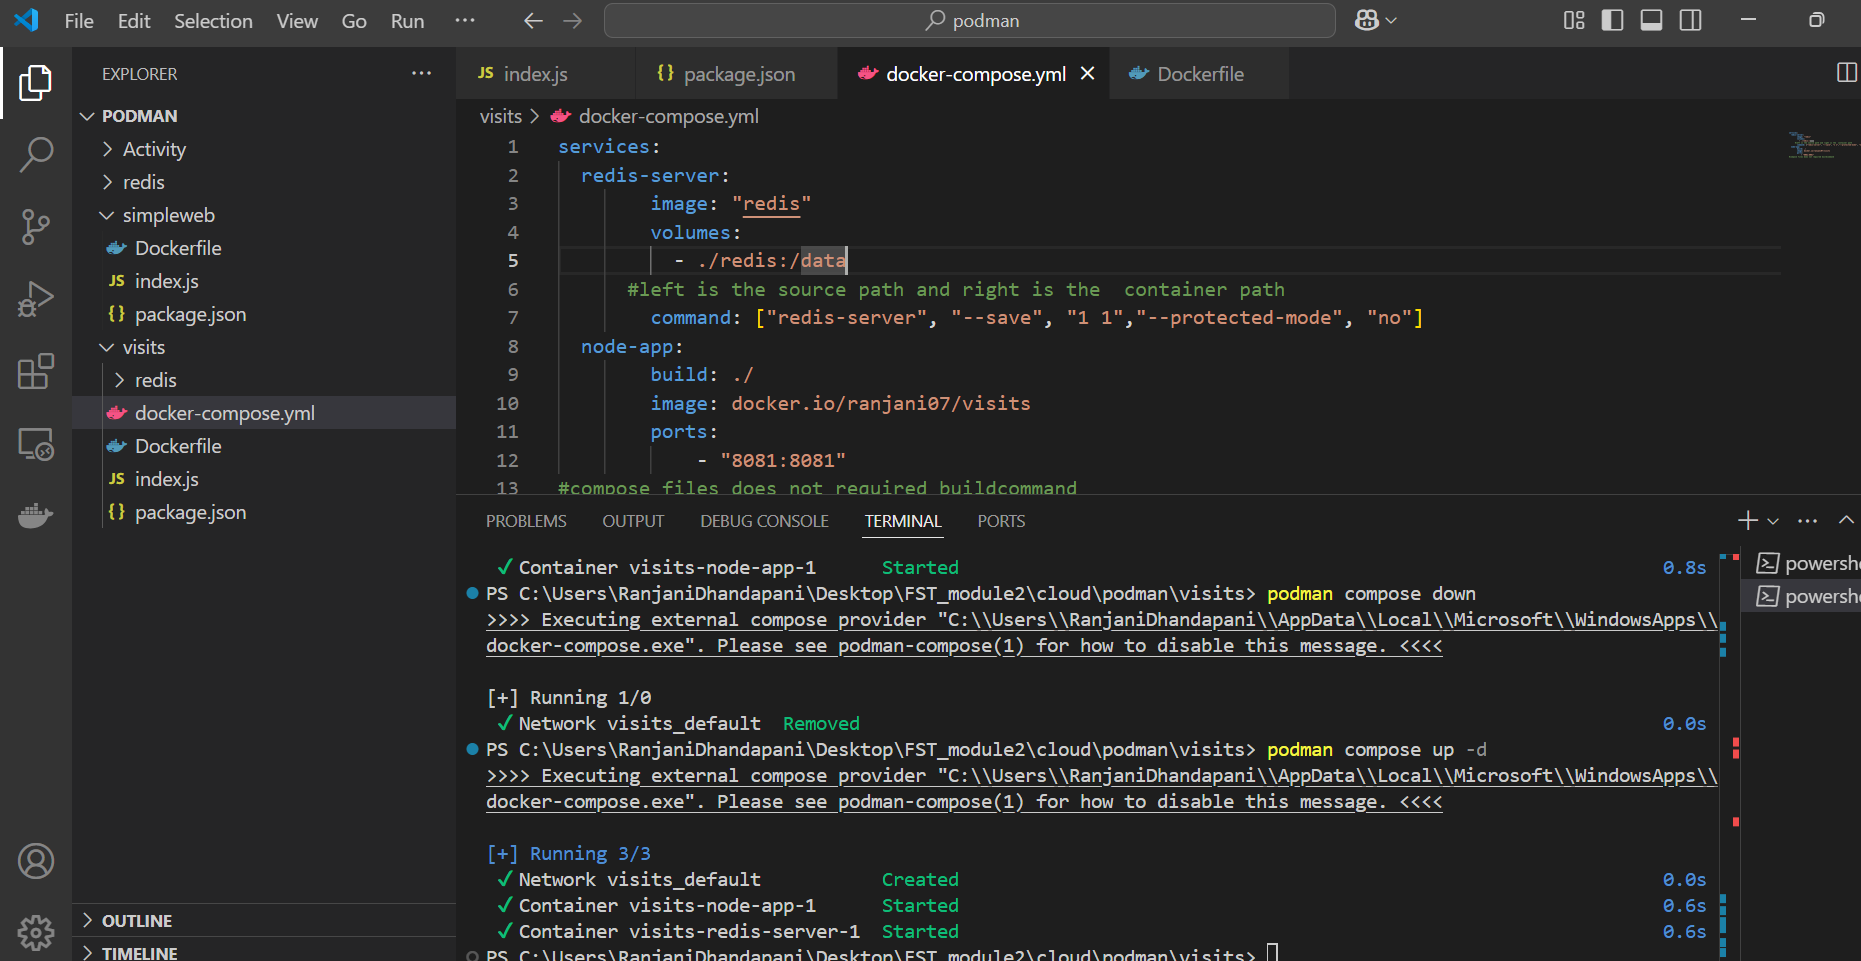 File Edit Selection View Go Run ··· podman
EXPLORER ···
PODMAN
Activity
redis
simpleweb
Dockerfile
JS index.js
{} package.json
visits
redis
docker-compose.yml
Dockerfile
JS index.js
{} package.json
OUTLINE
TIMELINE
JS index.js {} package.json docker-compose.yml Dockerfile
visits > docker-compose.yml
1 services:
2 redis-server:
3 image: "redis"
4 volumes:
5 - ./redis:/data
6 #left is the source path and right is the  container path
7 command: ["redis-server", "--save", "1 1","--protected-mode", "no"]
8 node-app:
9 build: ./
10 image: docker.io/ranjani07/visits
11 ports:
12 - "8081:8081"
13 #compose files does not required buildcommand
PROBLEMS OUTPUT DEBUG CONSOLE TERMINAL PORTS
✓ Container visits-node-app-1 Started 0.8s
PS C:\Users\RanjaniDhandapani\Desktop\FST_module2\cloud\podman\visits> podman compose down
>>>> Executing external compose provider "C:\\Users\\RanjaniDhandapani\\AppData\\Local\\Microsoft\\WindowsApps\\
docker-compose.exe". Please see podman-compose(1) for how to disable this message. <<<<
[+] Running 1/0
✓ Network visits_default Removed 0.0s
PS C:\Users\RanjaniDhandapani\Desktop\FST_module2\cloud\podman\visits> podman compose up -d
>>>> Executing external compose provider "C:\\Users\\RanjaniDhandapani\\AppData\\Local\\Microsoft\\WindowsApps\\
docker-compose.exe". Please see podman-compose(1) for how to disable this message. <<<<
[+] Running 3/3
✓ Network visits_default Created 0.0s
✓ Container visits-node-app-1 Started 0.6s
✓ Container visits-redis-server-1 Started 0.6s
PS C:\Users\RanjaniDhandapani\Desktop\FST_module2\cloud\podman\visits>
powershe
powershe